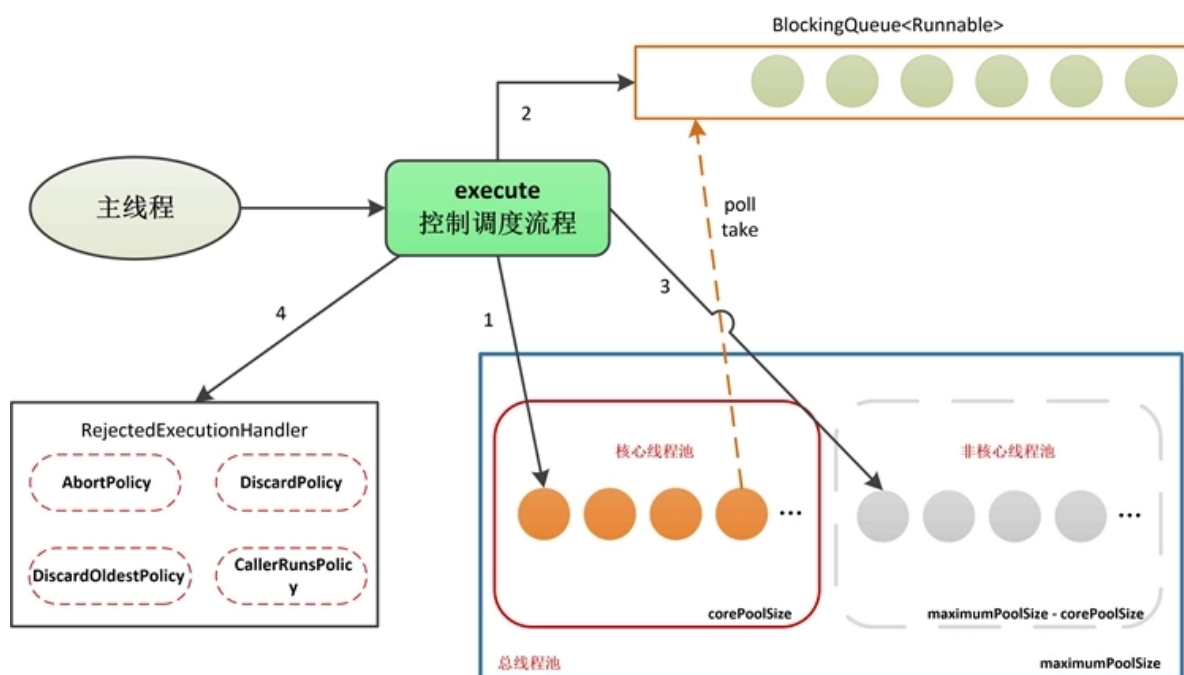 BlockingQueue<Runnable>
2
主线程
execute
控制调度流程
poll
take
3
4
1
RejectedExecutionHandler
AbortPolicy
DiscardPolicy
DiscardOldestPolicy
CallerRunsPolic
y
核心线程池
...
corePoolSize
非核心线程池
...
maximumPoolSize - corePoolSize
总线程池
maximumPoolSize